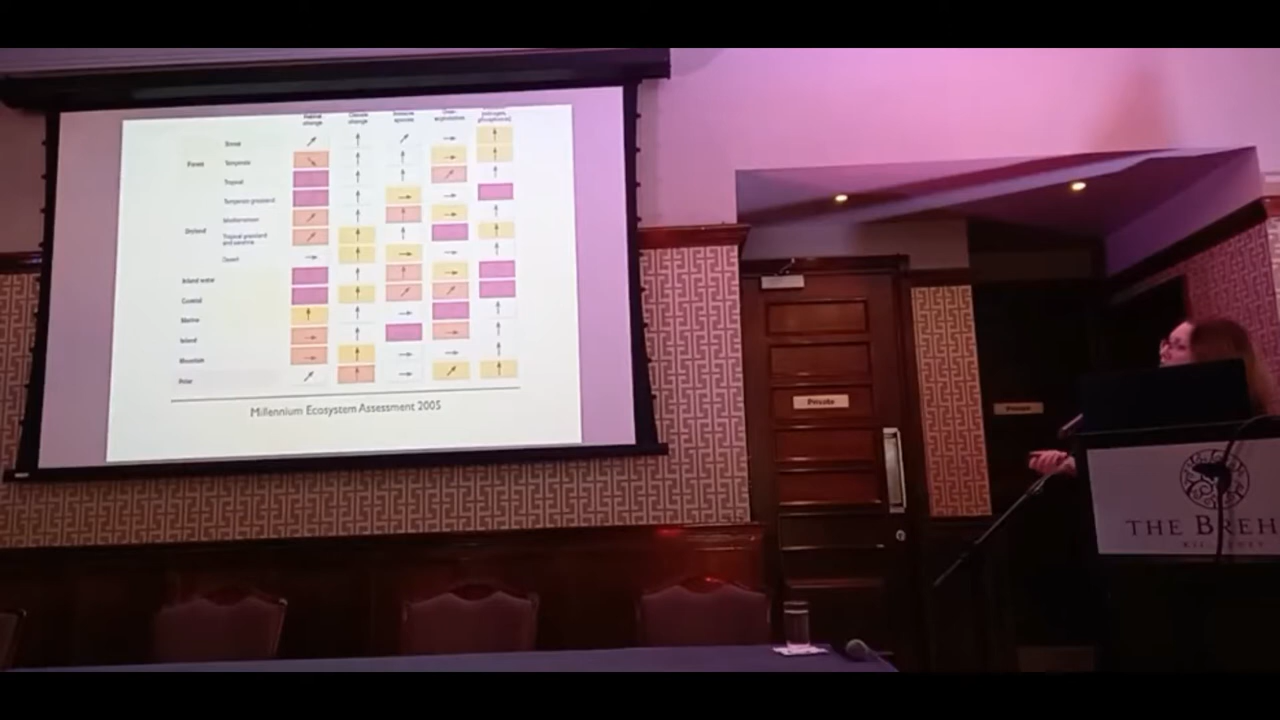 Habitat change Climate change Invasive species Over-exploitation (nitrogen, phosphorus)
Boreal
Forest Temperate
Tropical
Temperate grassland
Mediterranean
Dryland Tropical grassland and savanna
Desert
Inland water
Coastal
Marine
Island
Mountain
Polar
Millennium Ecosystem Assessment 2005
Private
Private
THE BREH